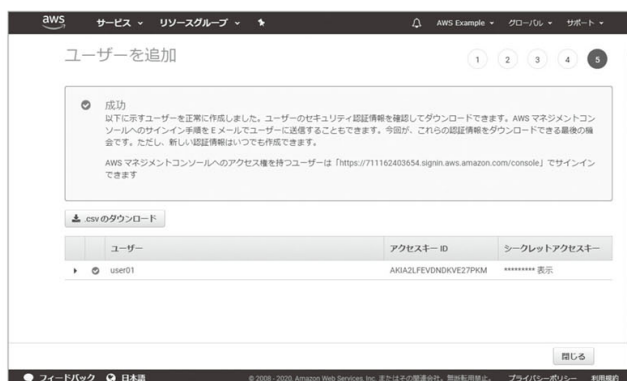 aws サービス リソースグループ AWS Example グローバル サポート
ユーザーを追加 1 2 3 4 5
成功
以下に示すユーザーを正常に作成しました。ユーザーのセキュリティ認証情報を確認してダウンロードできます。AWS マネジメントコン
ソールへのサインイン手順を E メールでユーザーに送信することもできます。今回が、これらの認証情報をダウンロードできる最後の機
会です。ただし、新しい認証情報はいつでも作成できます。
AWS マネジメントコンソールへのアクセス権を持つユーザーは「https://711162403654.signin.aws.amazon.com/console」でサインイン
できます
.csv のダウンロード
ユーザー アクセスキー ID シークレットアクセスキー
user01 AKIA2LFEVDNDKVE27PKM ********* 表示
閉じる
フィードバック 日本語 © 2008 - 2020, Amazon Web Services, Inc. またはその関連会社。無断転用禁止。 プライバシーポリシー 利用規約